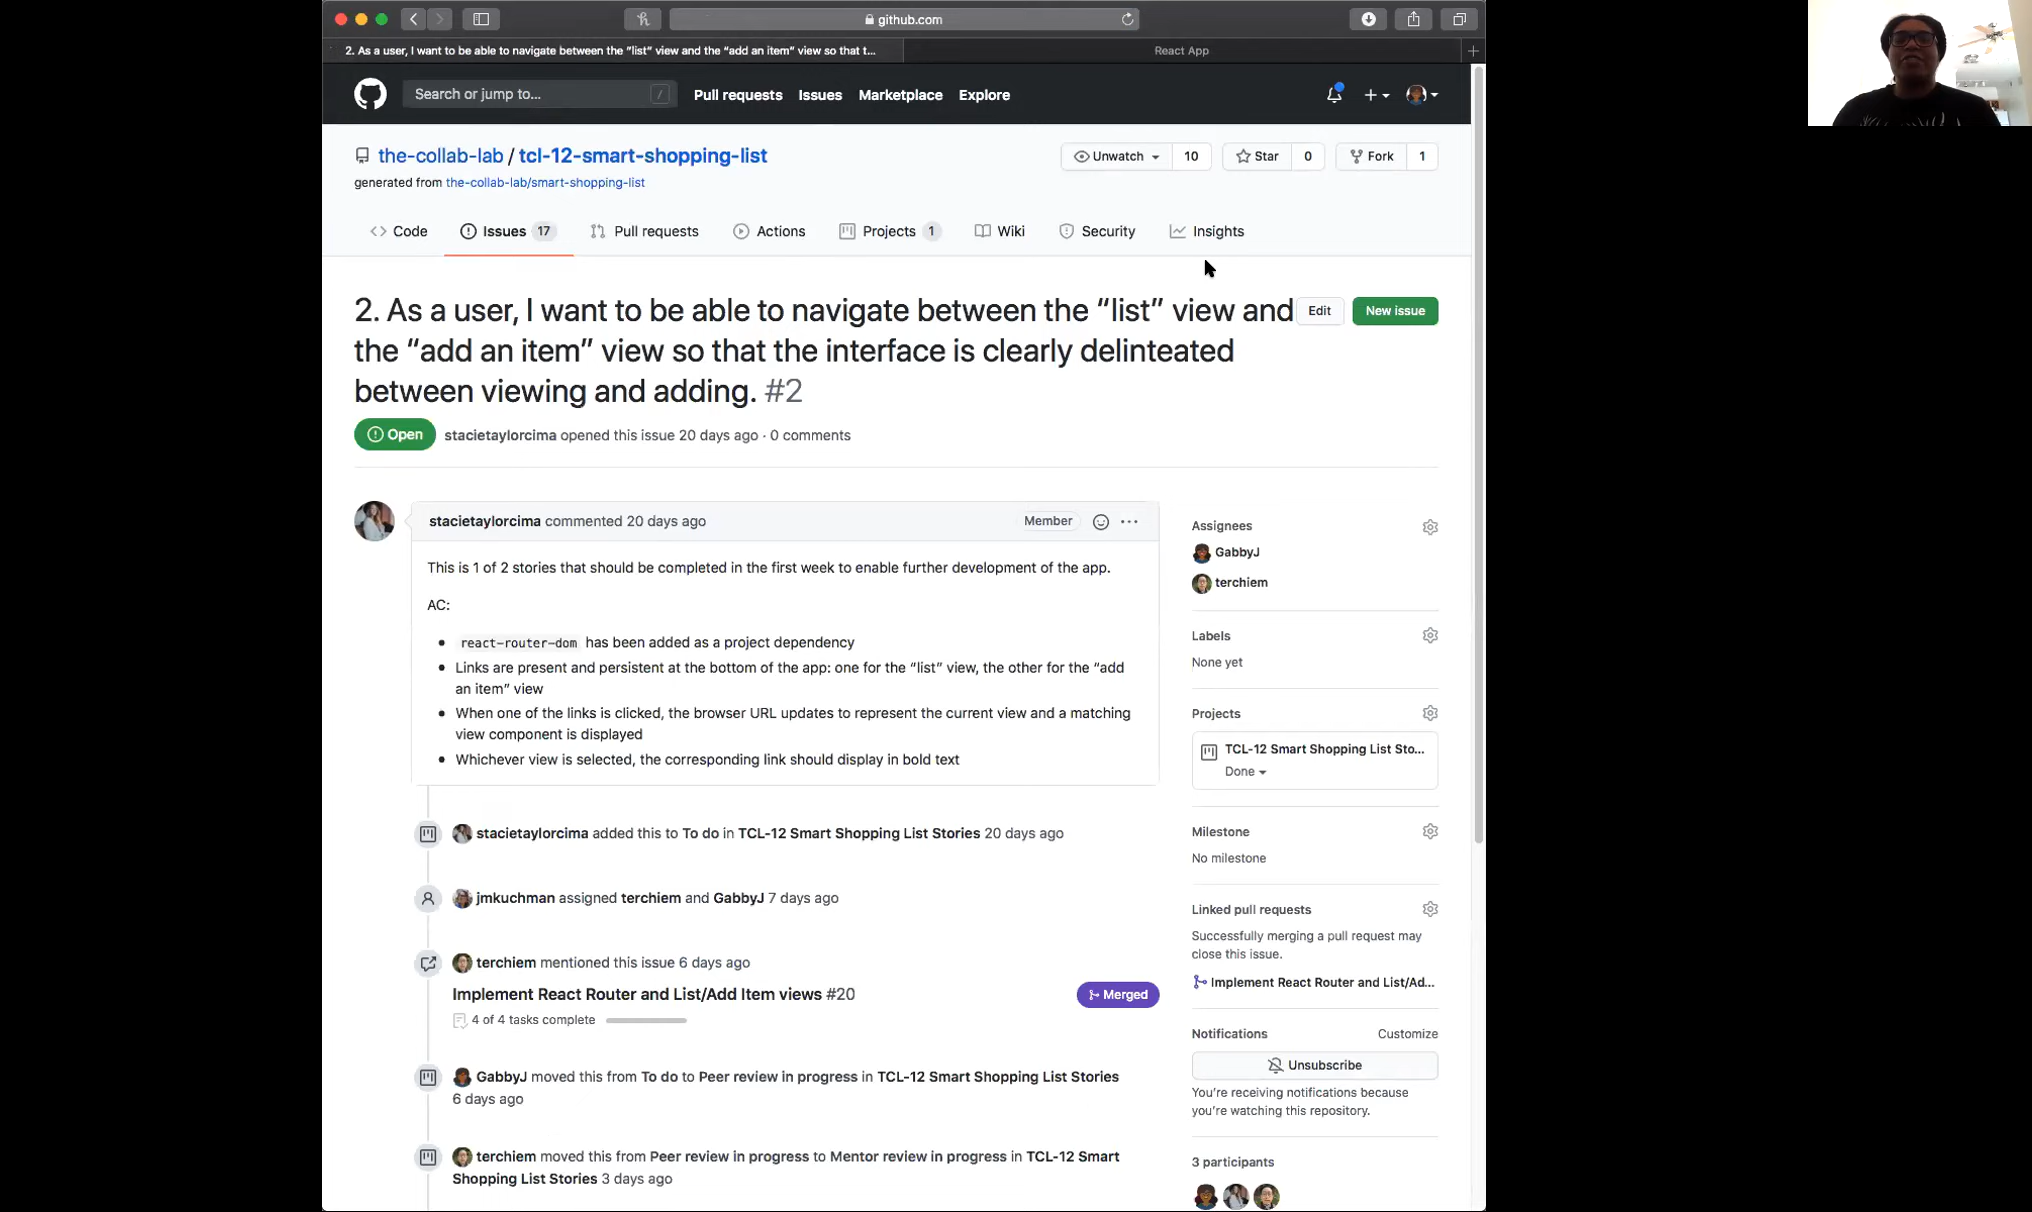 github.com
2. As a user, I want to be able to navigate between the “list” view and the “add an item” view so that t...
React App
Search or jump to...
/
Pull requests
Issues
Marketplace
Explore
the-collab-lab / tcl-12-smart-shopping-list
Unwatch
10
Star
0
Fork
1
generated from the-collab-lab/smart-shopping-list
Code
Issues 17
Pull requests
Actions
Projects 1
Wiki
Security
Insights
2. As a user, I want to be able to navigate between the “list” view and
the “add an item” view so that the interface is clearly delinteated
between viewing and adding. #2
Edit
New issue
Open
stacietaylorcima opened this issue 20 days ago · 0 comments
stacietaylorcima commented 20 days ago
Member
This is 1 of 2 stories that should be completed in the first week to enable further development of the app.
AC:
react-router-dom has been added as a project dependency
Links are present and persistent at the bottom of the app: one for the “list” view, the other for the “add
an item” view
When one of the links is clicked, the browser URL updates to represent the current view and a matching
view component is displayed
Whichever view is selected, the corresponding link should display in bold text
stacietaylorcima added this to To do in TCL-12 Smart Shopping List Stories 20 days ago
jmkuchman assigned terchiem and GabbyJ 7 days ago
terchiem mentioned this issue 6 days ago
Implement React Router and List/Add Item views #20
Merged
4 of 4 tasks complete
GabbyJ moved this from To do to Peer review in progress in TCL-12 Smart Shopping List Stories
6 days ago
terchiem moved this from Peer review in progress to Mentor review in progress in TCL-12 Smart
Shopping List Stories 3 days ago
Assignees
GabbyJ
terchiem
Labels
None yet
Projects
TCL-12 Smart Shopping List Sto...
Done
Milestone
No milestone
Linked pull requests
Successfully merging a pull request may
close this issue.
Implement React Router and List/Ad...
Notifications
Customize
Unsubscribe
You’re receiving notifications because
you’re watching this repository.
3 participants